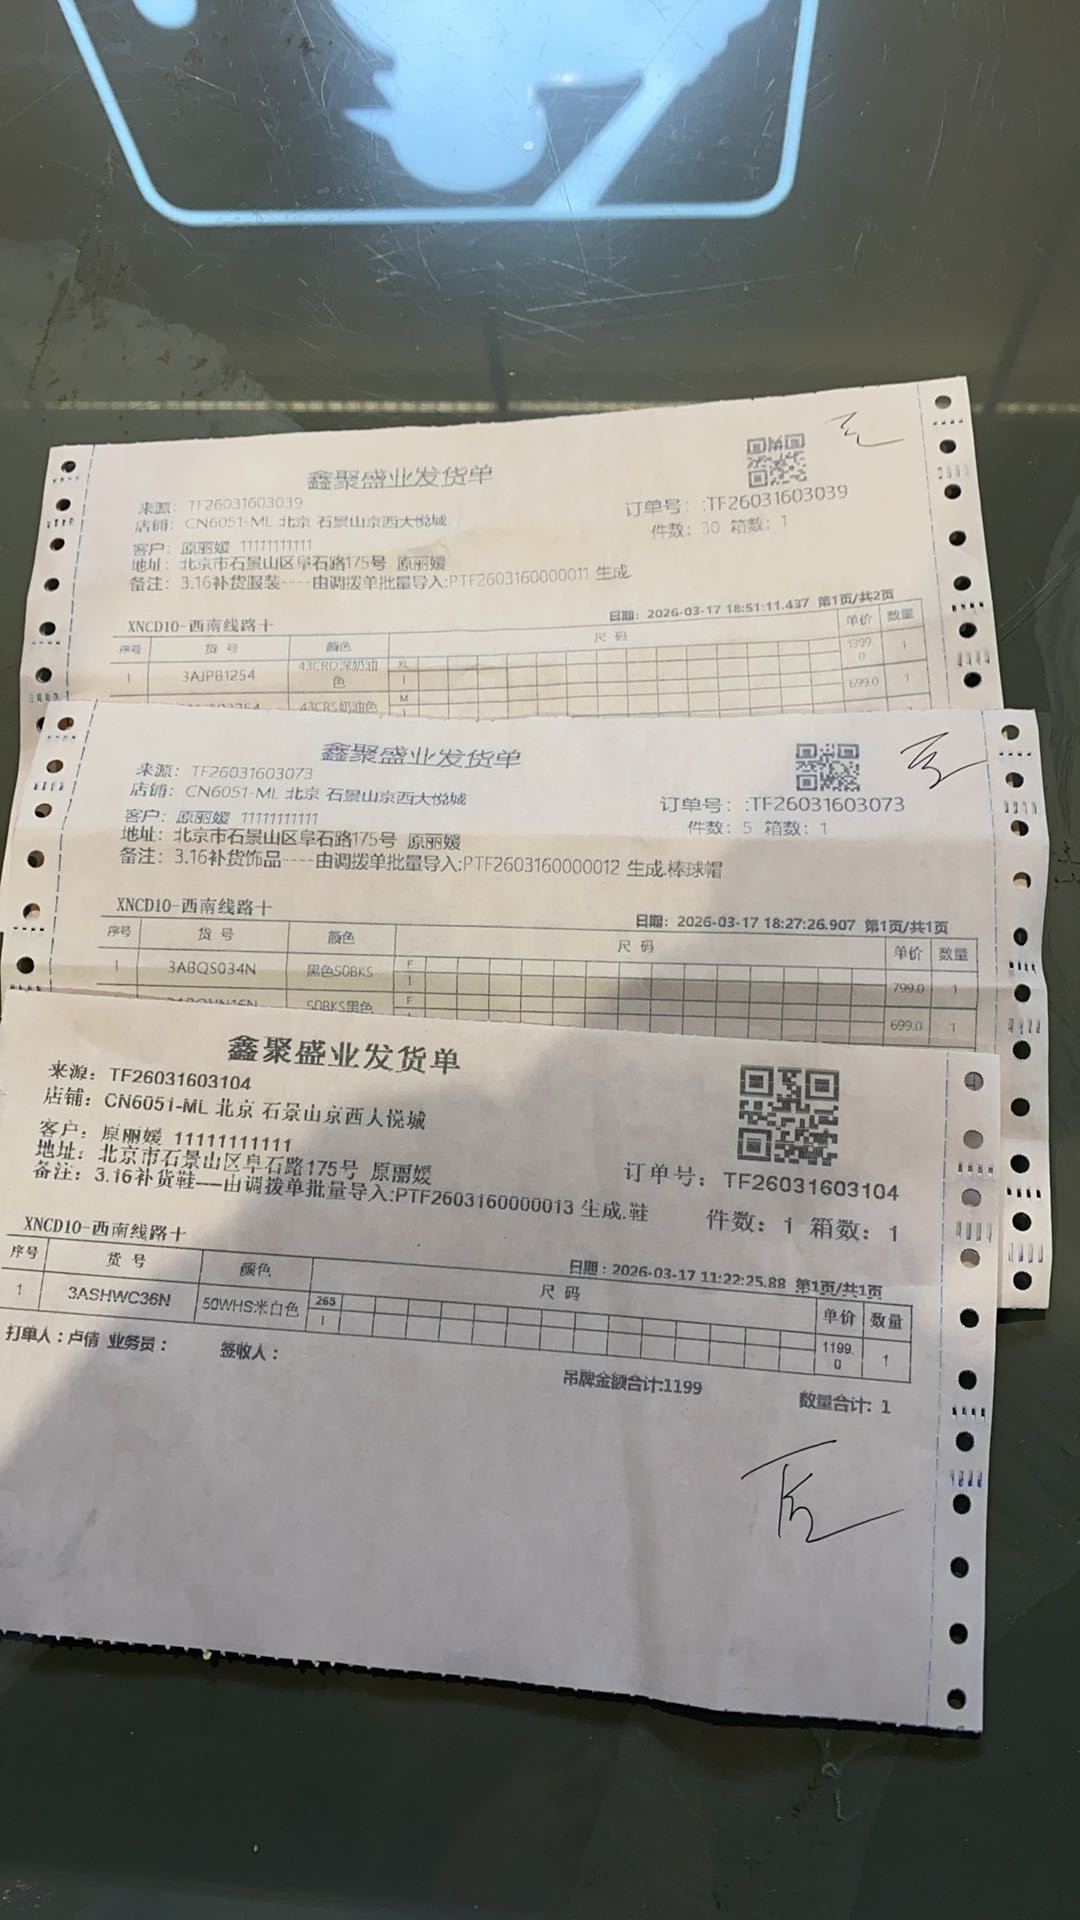 鑫聚盛业发货单
来源： TF26031603039
店铺： CN6051-ML 北京 石景山京西大悦城
订单号： :TF26031603039
件数： 30 箱数： 1
客户： 原丽媛 11111111111
地址： 北京市石景山区阜石路175号 原丽媛
备注： 3.16补货服装----由调拨单批量导入:PTF2603160000011 生成.
XNCD10-西南线路十
日期： 2026-03-17 18:51:11.437 第1页/共2页
序号 货 号 颜色 尺 码 单价 数量
1 3AJPB1254 43CRD深奶油色 XL 1 1399.0 1
43CRS奶油色 M 699.0
鑫聚盛业发货单
来源： TF26031603073
店铺： CN6051-ML 北京 石景山京西大悦城
订单号： :TF26031603073
件数： 5 箱数： 1
客户： 原丽媛 11111111111
地址： 北京市石景山区阜石路175号 原丽媛
备注： 3.16补货饰品----由调拨单批量导入:PTF2603160000012 生成.棒球帽
XNCD10-西南线路十
日期： 2026-03-17 18:27:26.907 第1页/共1页
序号 货 号 颜色 尺 码 单价 数量
1 3ABQS034N 黑色50BKS F 1 799.0 1
50BKS黑色 F 699.0 1
鑫聚盛业发货单
来源： TF26031603104
店铺： CN6051-ML 北京 石景山京西大悦城
客户： 原丽媛 11111111111
地址： 北京市石景山区阜石路175号 原丽媛
订单号： TF26031603104
备注： 3.16补货鞋----由调拨单批量导入:PTF2603160000013 生成.鞋
件数： 1 箱数： 1
XNCD10-西南线路十
日期：2026-03-17 11:22:25.88 第1页/共1页
序号 货 号 颜色 尺 码 单价 数量
1 3ASHWC36N 50WHS米白色 265 1 1199.0 1
打单人：卢倩 业务员： 签收人：
吊牌金额合计:1199
数量合计： 1